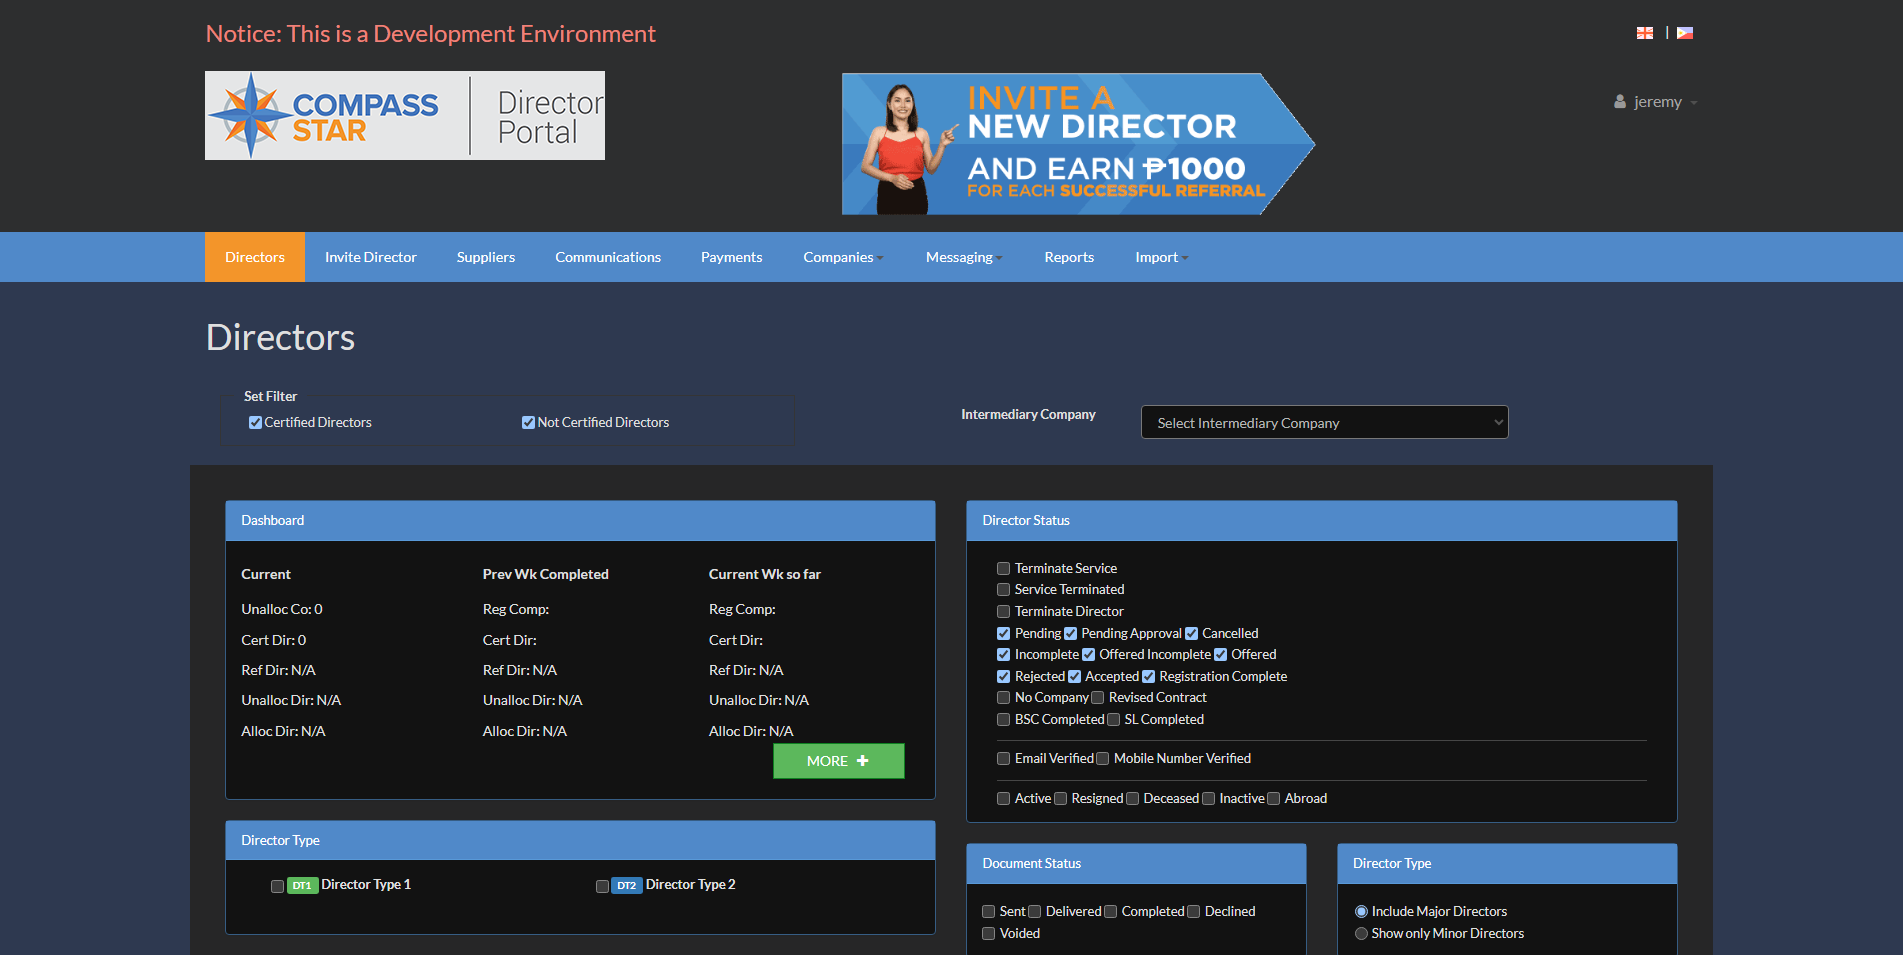 Notice: This is a Development Environment
COMPASS STAR
Director Portal
INVITE A
NEW DIRECTOR
AND EARN ₱1000
FOR EACH SUCCESSFUL REFERRAL
jeremy
Directors Invite Director Suppliers Communications Payments Companies Messaging Reports Import
Directors
Set Filter
Certified Directors Not Certified Directors
Intermediary Company Select Intermediary Company
Dashboard
Current Prev Wk Completed Current Wk so far
Unalloc Co: 0 Reg Comp: Reg Comp:
Cert Dir: 0 Cert Dir: Cert Dir:
Ref Dir: N/A Ref Dir: N/A Ref Dir: N/A
Unalloc Dir: N/A Unalloc Dir: N/A Unalloc Dir: N/A
Alloc Dir: N/A Alloc Dir: N/A Alloc Dir: N/A
MORE
Director Type
DT1 Director Type 1 DT2 Director Type 2
Director Status
Terminate Service
Service Terminated
Terminate Director
Pending Pending Approval Cancelled
Incomplete Offered Incomplete Offered
Rejected Accepted Registration Complete
No Company Revised Contract
BSC Completed SL Completed
Email Verified Mobile Number Verified
Active Resigned Deceased Inactive Abroad
Document Status
Sent Delivered Completed Declined
Voided
Director Type
Include Major Directors
Show only Minor Directors